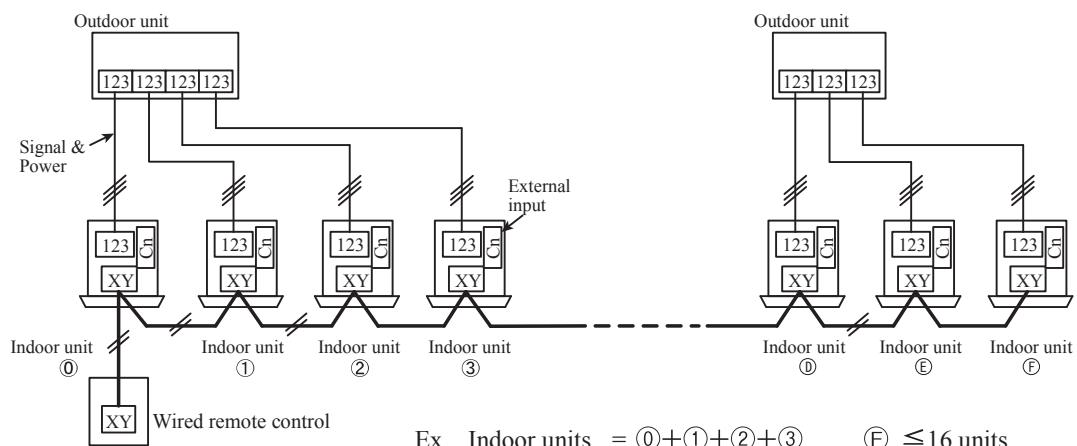 Outdoor unit
Outdoor unit
123 123 123 123
123 123 123
Signal &
Power
External
input
123 Cn
123 Cn
123 Cn
123 Cn
123 Cn
123 Cn
123 Cn
XY
XY
XY
XY
XY
XY
XY
Indoor unit
⓪
Indoor unit
①
Indoor unit
②
Indoor unit
③
Indoor unit
Ⓓ
Indoor unit
Ⓔ
Indoor unit
Ⓕ
XY
Wired remote control
Ex Indoor units = ⓪+①+②+③ Ⓕ ≦16 units